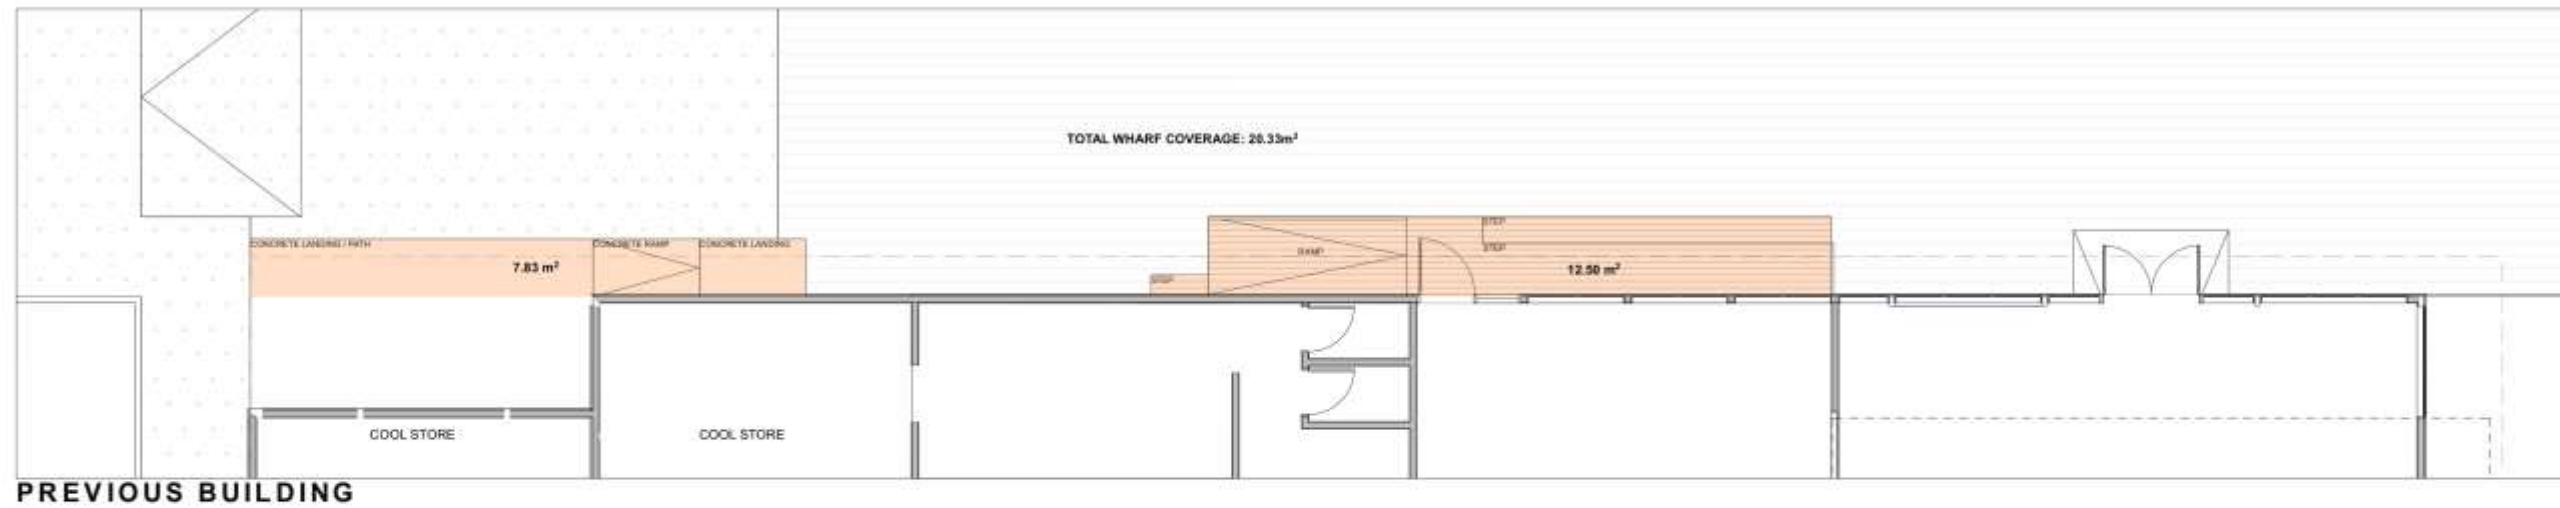 TOTAL WHARF COVERAGE: 20.33m²
STEP
CONCRETE LANDING / PATH
CONCRETE RAMP
CONCRETE LANDING
STEP
RAMP
7.83 m²
12.50 m²
STEP
COOL STORE
COOL STORE
PREVIOUS BUILDING